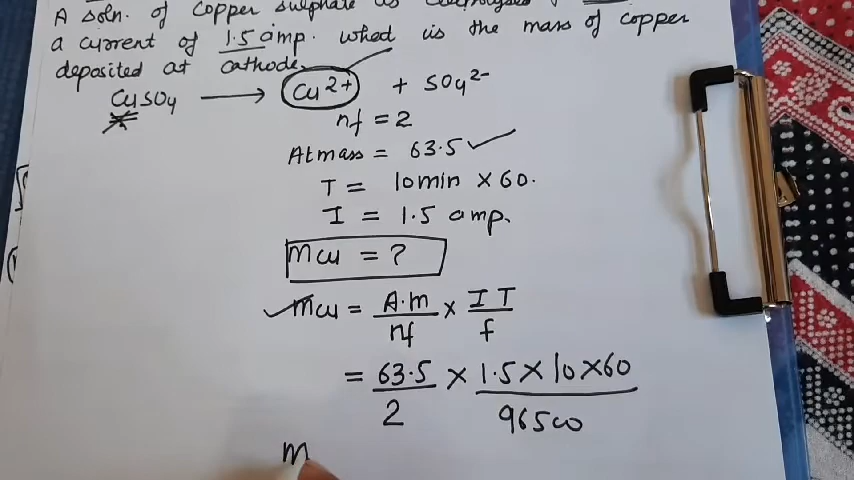 A soln. of copper sulphate is electrolysed
a current of 1.5 amp. what is the mass of copper
deposited at cathode.
CuSO4 → Cu2+ + SO42-
nf = 2
At mass = 63.5
T = 10 min × 60.
I = 1.5 amp.
Mcu = ?
Mcu = A.m/nf × I T/f
= 63.5/2 × 1.5 × 10 × 60/96500
M